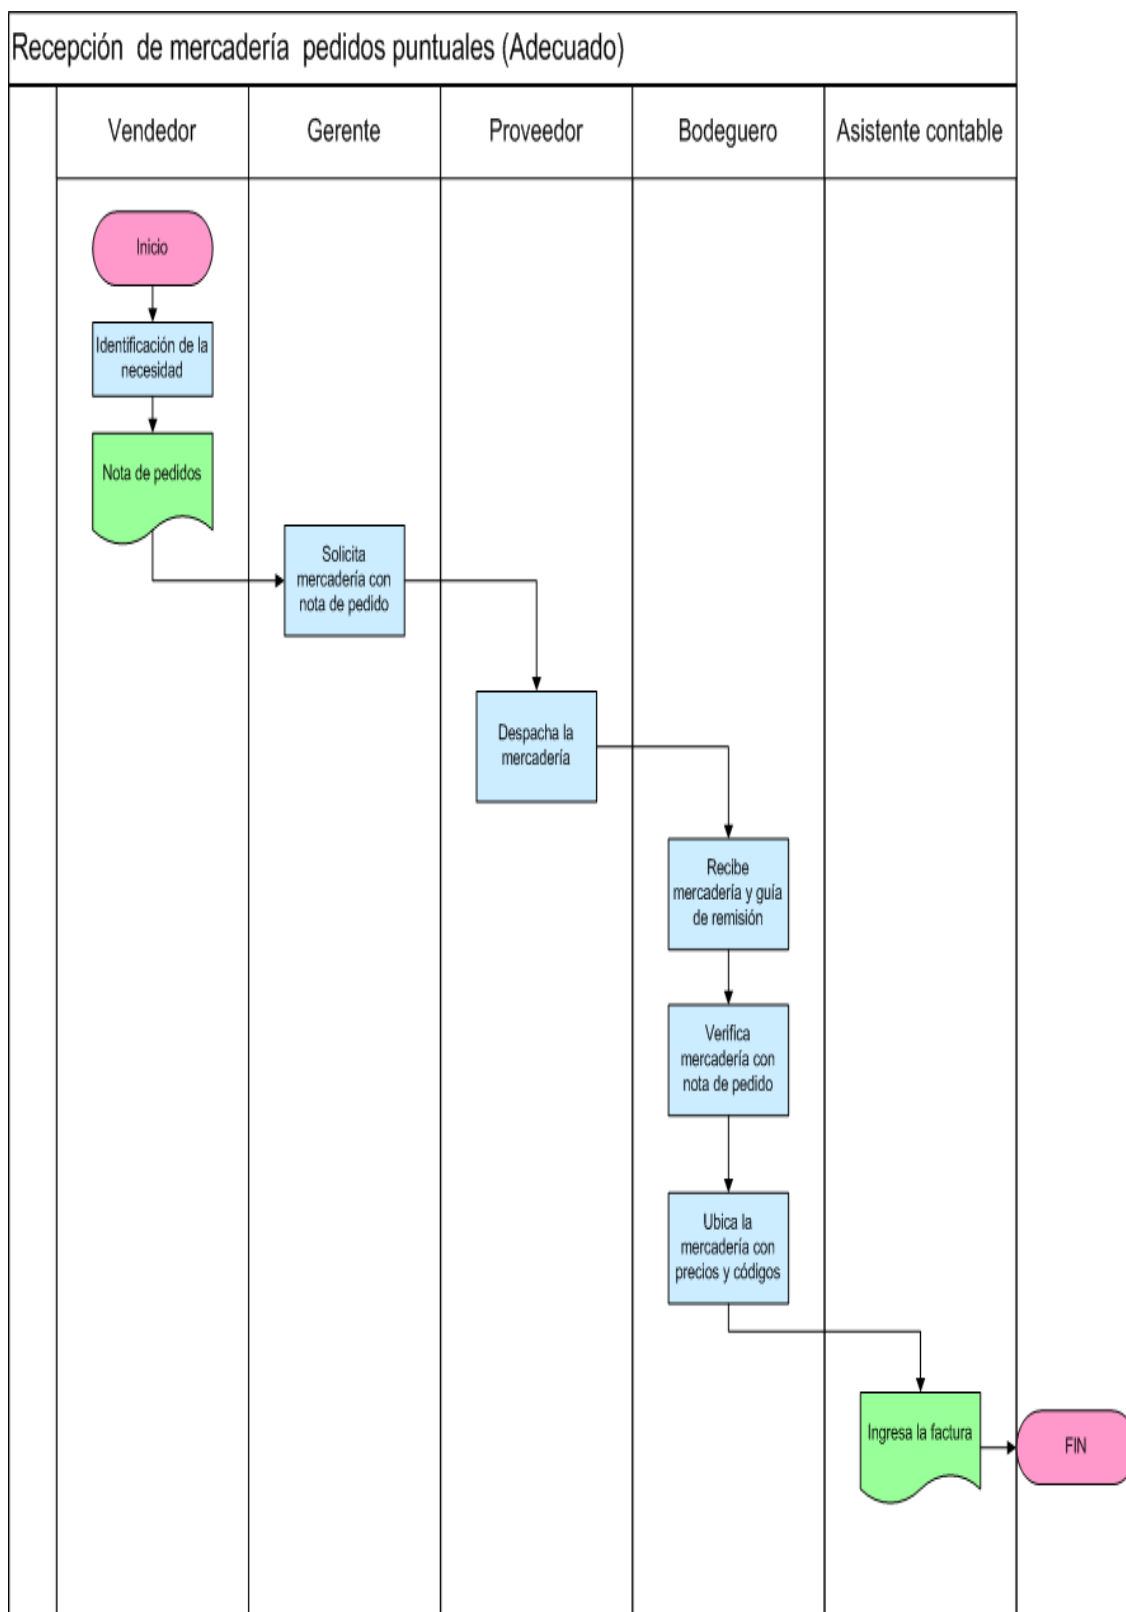 Recepción  de mercadería  pedidos puntuales (Adecuado)
Vendedor
Gerente
Proveedor
Bodeguero
Asistente contable
Inicio
Identificación de la
necesidad
Nota de pedidos
Solicita
mercadería con
nota de pedido
Despacha la
mercadería
Recibe
mercadería y guía
de remisión
Verifica
mercadería con
nota de pedido
Ubica la
mercadería con
precios y códigos
Ingresa la factura
FIN